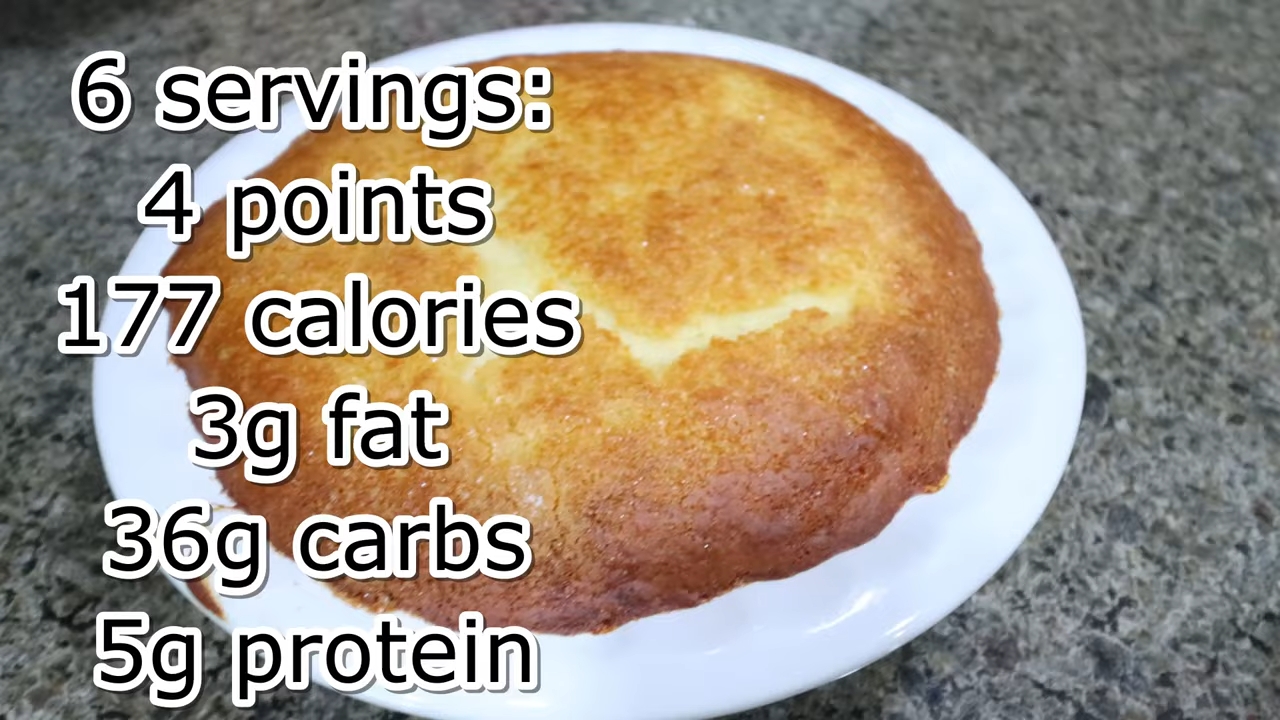 6 servings:
4 points
177 calories
3g fat
36g carbs
5g protein